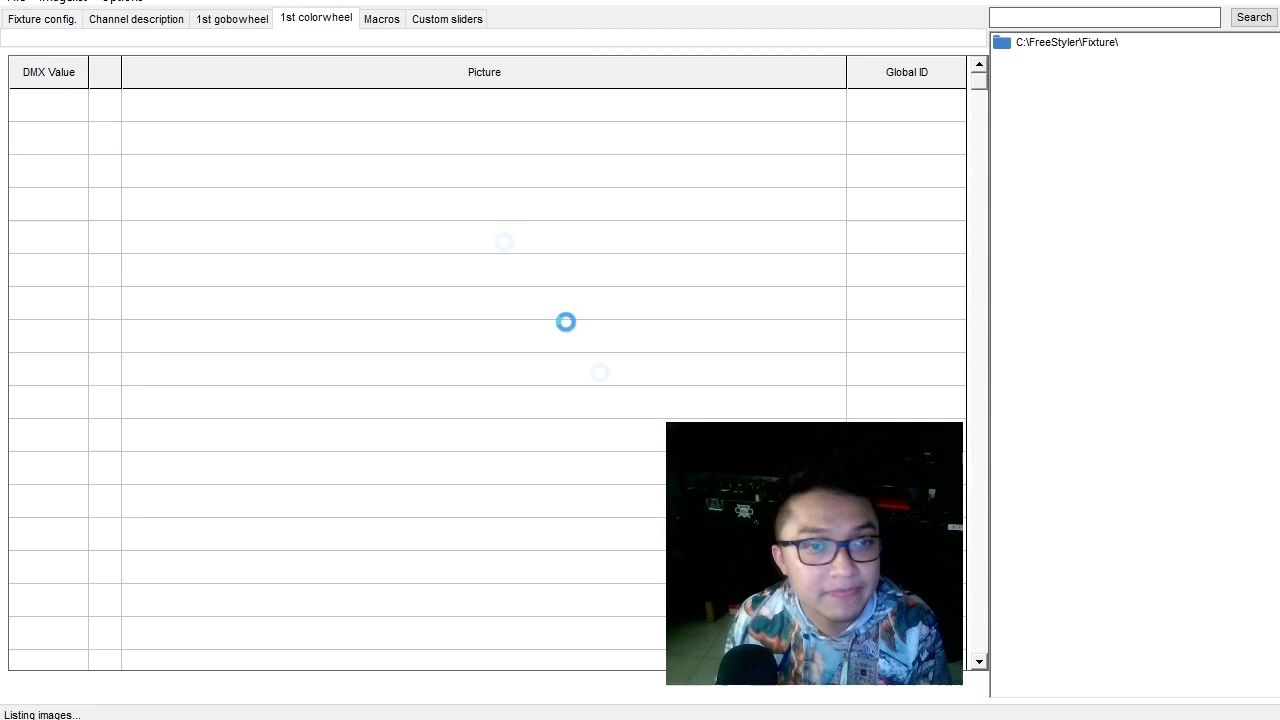 Fixture config. Channel description 1st gobowheel 1st colorwheel Macros Custom sliders Search
C:\FreeStyler\Fixture\
DMX Value Picture Global ID
Listing images...